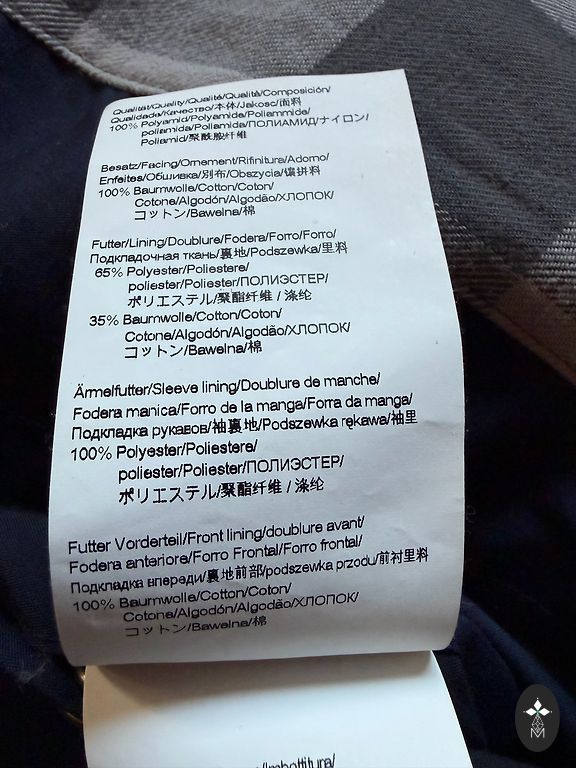 Qualität/Quality/Qualité/Qualità/Composición/
Qualidade/Качество/本体/Jakość/面料
100% Polyamid/Polyamide/Poliammide/
poliamida/Poliamida/ПОЛИАМИД/ナイロン/
Poliamid/聚酰胺纤维
Besatz/Facing/Ornement/Rifinitura/Adorno/
Enfeites/Обшивка/別布/Obszycia/镶拼料
100% Baumwolle/Cotton/Coton/
Cotone/Algodón/Algodão/ХЛОПОК/
コットン/Bawelna/棉
Futter/Lining/Doublure/Fodera/Forro/Forro/
Подкладочная ткань/裏地/Podszewka/里料
65% Polyester/Poliestere/
poliester/Poliester/ПОЛИЭСТЕР/
ポリエステル/聚酯纤维 / 涤纶
35% Baumwolle/Cotton/Coton/
Cotone/Algodón/Algodão/ХЛОПОК/
コットン/Bawelna/棉
Ärmelfutter/Sleeve lining/Doublure de manche/
Fodera manica/Forro de la manga/Forra da manga/
Подкладка рукавов/袖裏地/Podszewka rękawa/袖里
100% Polyester/Poliestere/
poliester/Poliester/ПОЛИЭСТЕР/
ポリエステル/聚酯纤维 / 涤纶
Futter Vorderteil/Front lining/doublure avant/
Fodera anteriore/Forro Frontal/Forro frontal/
Подкладка впереди/裏地前部/podszewka przodu/前衬里料
100% Baumwolle/Cotton/Coton/
Cotone/Algodón/Algodão/ХЛОПОК/
コットン/Bawelna/棉
/Imbottitura/